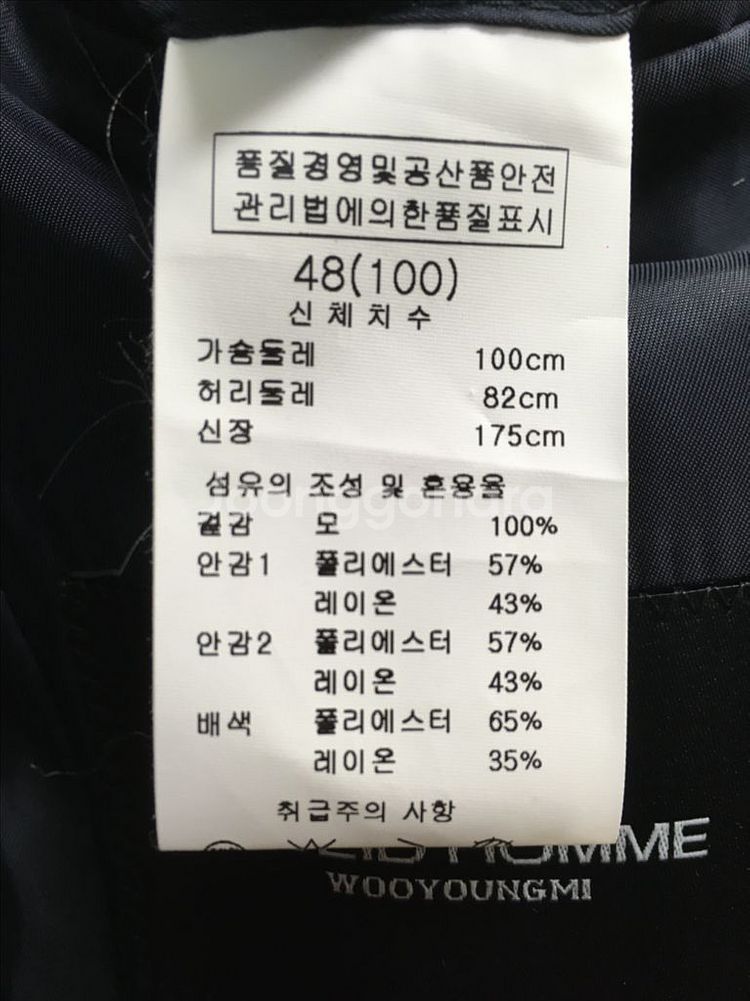 품질경영및공산품안전
관리법에의한품질표시
48(100)
신체치수
가슴둘레 100cm
허리둘레 82cm
신장 175cm
섬유의 조성 및 혼용율
joonggonara
겉감 모 100%
안감1 폴리에스터 57%
레이온 43%
안감2 폴리에스터 57%
레이온 43%
배색 폴리에스터 65%
레이온 35%
취급주의 사항
HOMME
WOOYOUNGMI